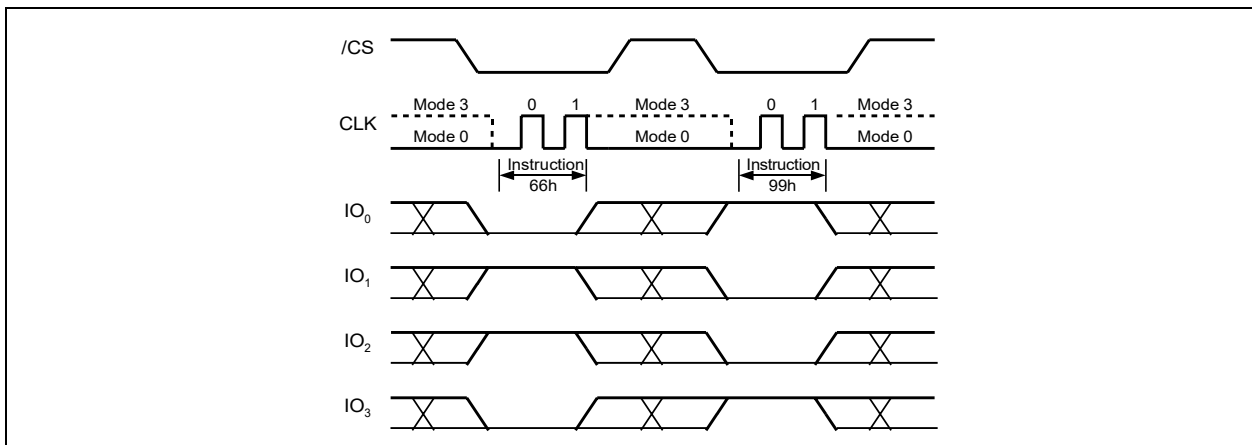 /CS
Mode 3 0 1 Mode 3 0 1 Mode 3
CLK
Mode 0 Mode 0 Mode 0
Instruction Instruction
66h 99h
IO0
IO1
IO2
IO3